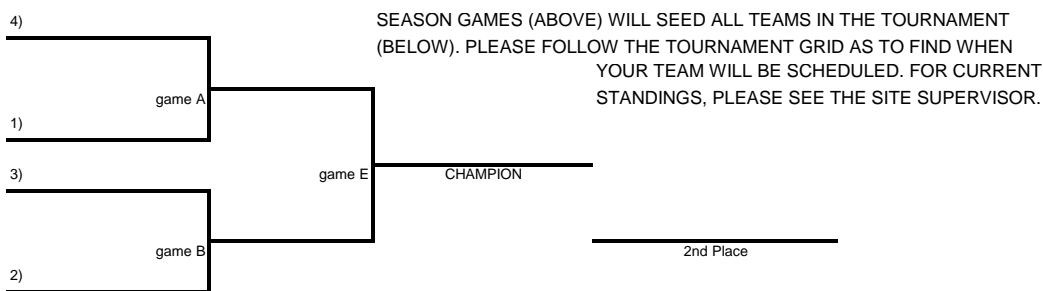 4)
SEASON GAMES (ABOVE) WILL SEED ALL TEAMS IN THE TOURNAMENT
(BELOW). PLEASE FOLLOW THE TOURNAMENT GRID AS TO FIND WHEN
YOUR TEAM WILL BE SCHEDULED. FOR CURRENT
STANDINGS, PLEASE SEE THE SITE SUPERVISOR.
game A
1)
3)
game E
CHAMPION
game B
2nd Place
2)